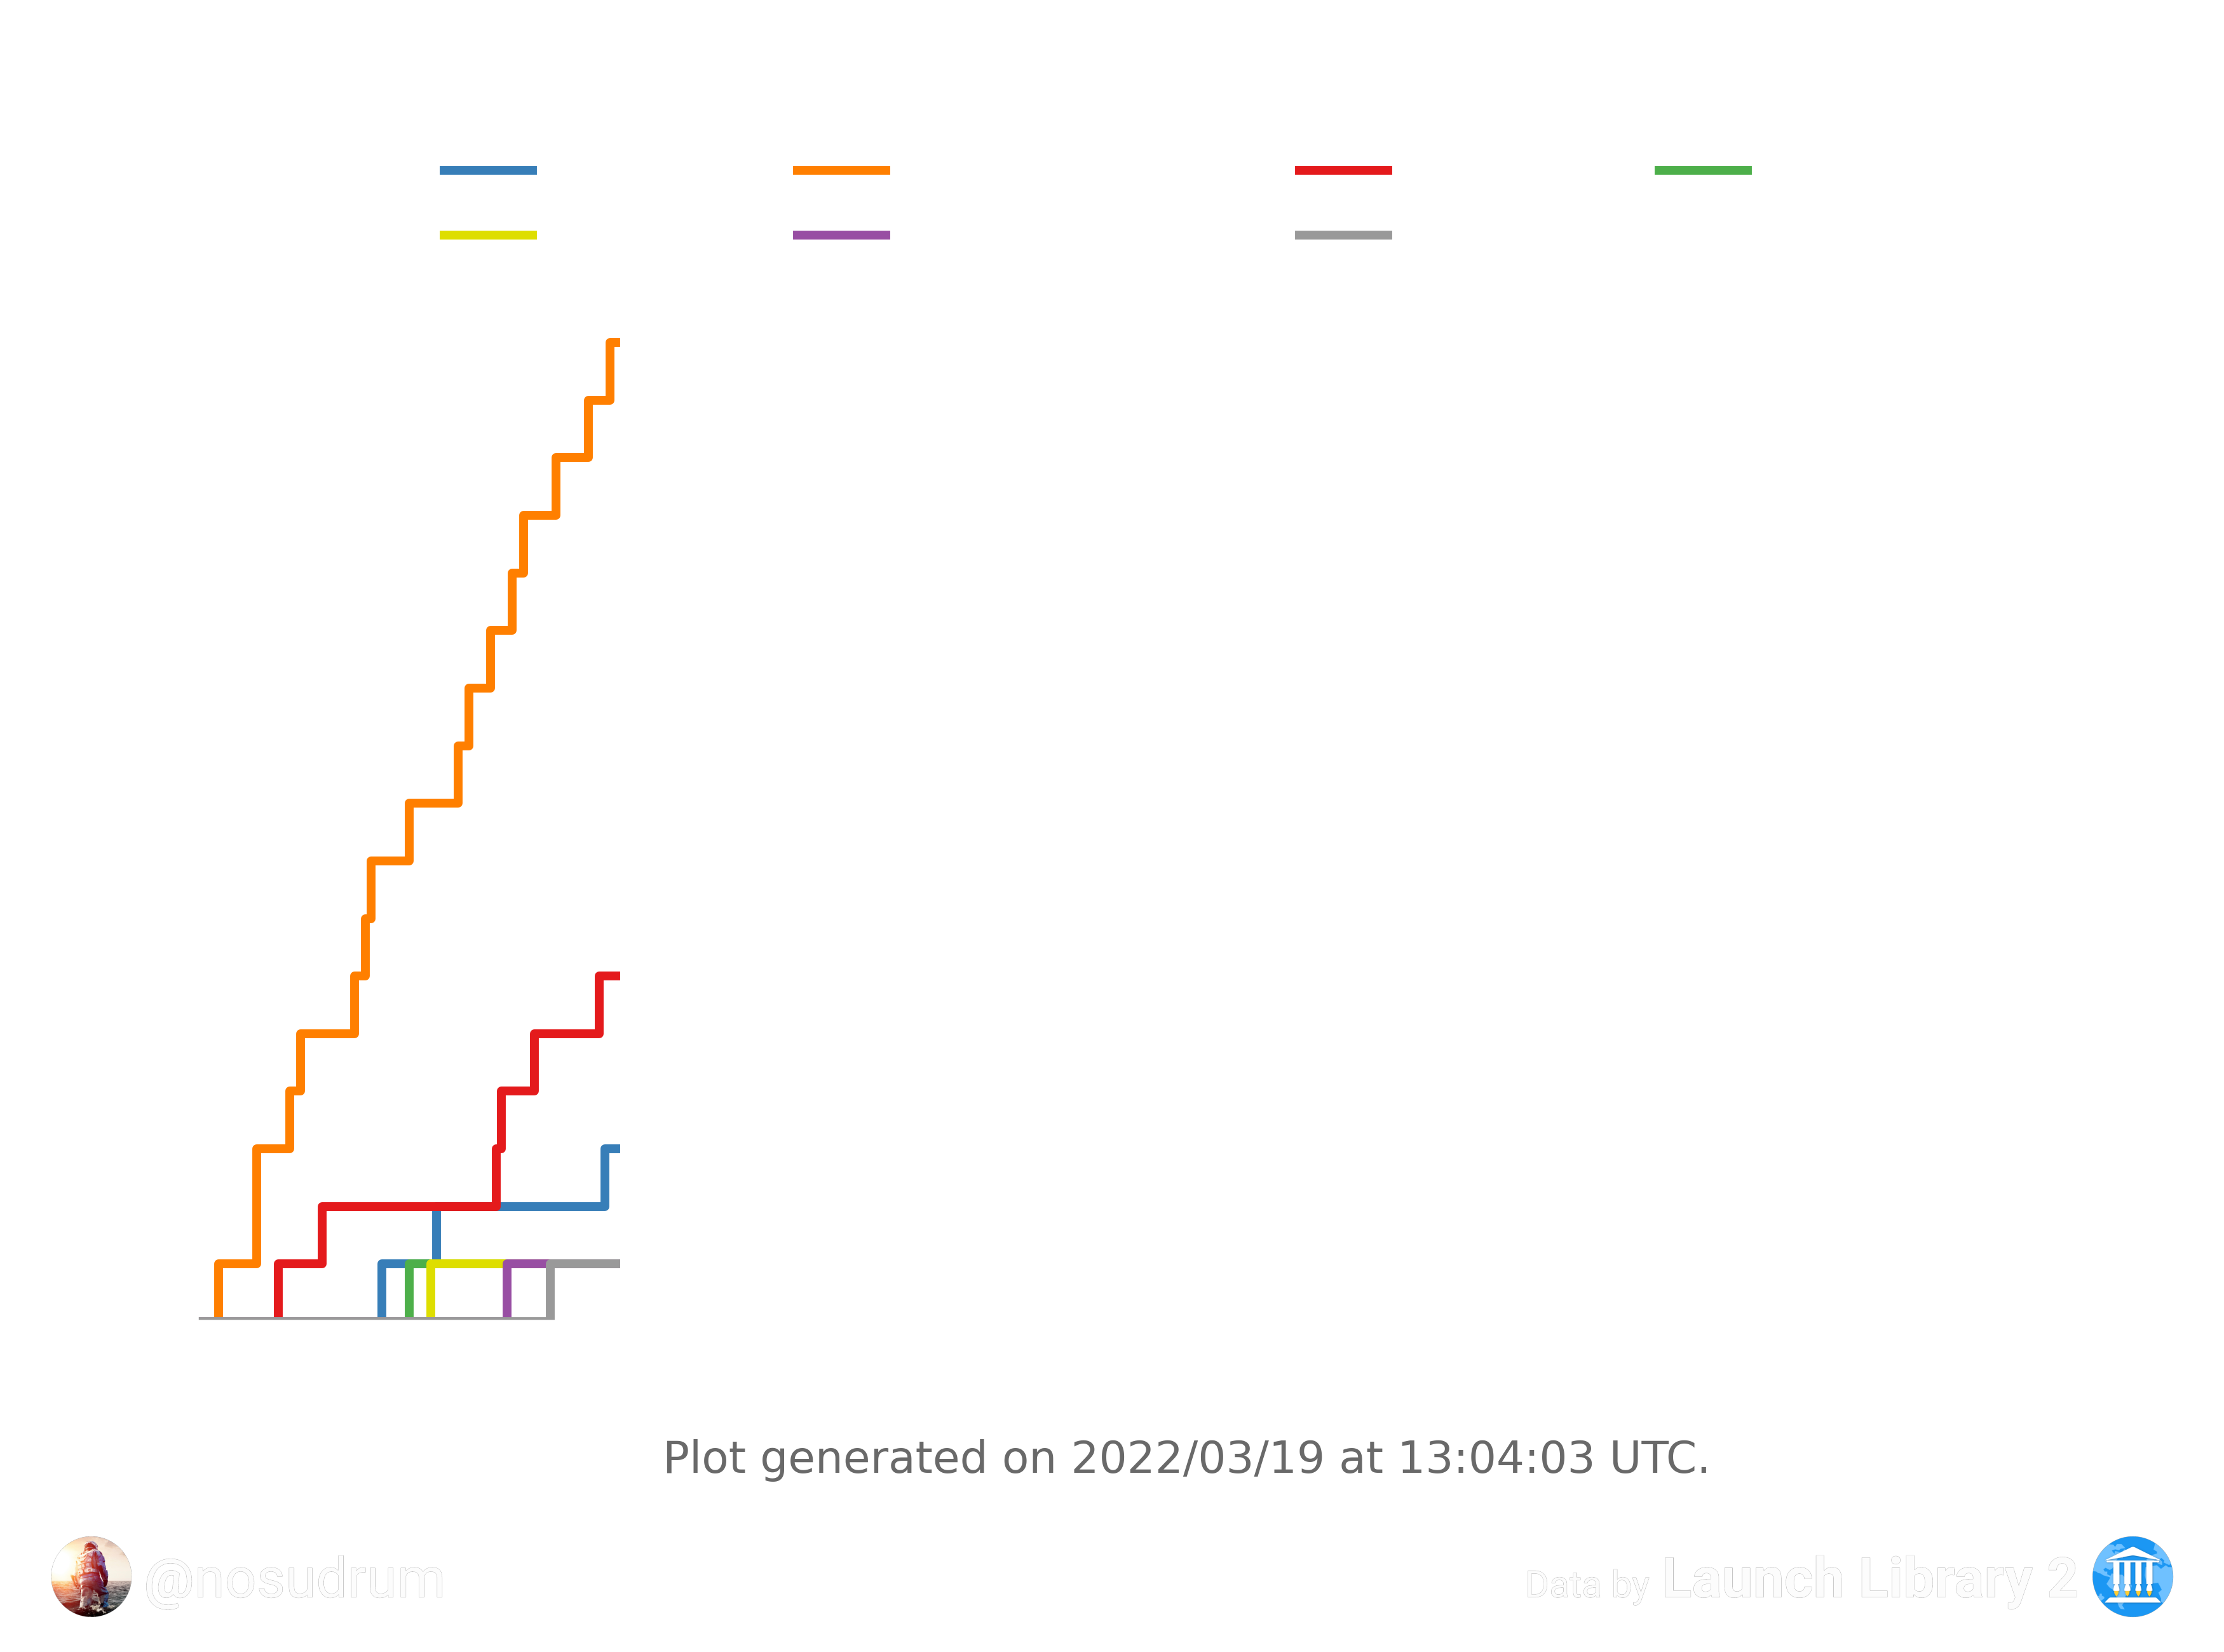 Plot generated on 2022/03/19 at 13:04:03 UTC.
@nosudrum
Data by Launch Library 2